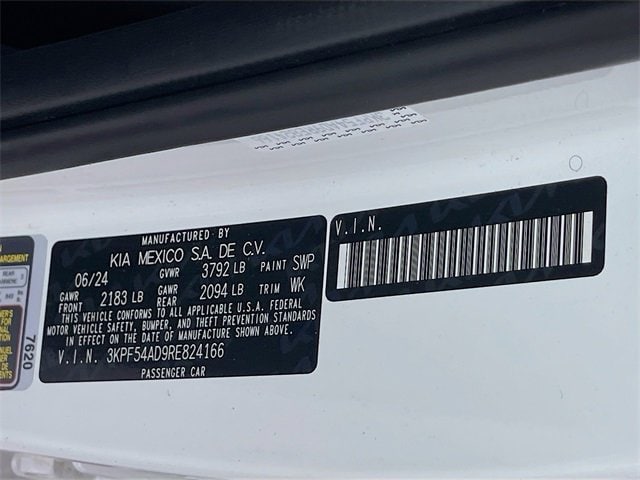 MANUFACTURED BY
KIA MEXICO S.A. DE C.V.
06/24 GVWR 3792 LB PAINT SWP
GAWR FRONT 2183 LB GAWR REAR 2094 LB TRIM WK
THIS VEHICLE CONFORMS TO ALL APPLICABLE U.S.A. FEDERAL
MOTOR VEHICLE SAFETY, BUMPER, AND THEFT PREVENTION STANDARDS
IN EFFECT ON THE DATE OF MANUFACTURE SHOWN ABOVE.
V.I.N. 3KPF54AD9RE824166
PASSENGER CAR
V.I.N.
7620